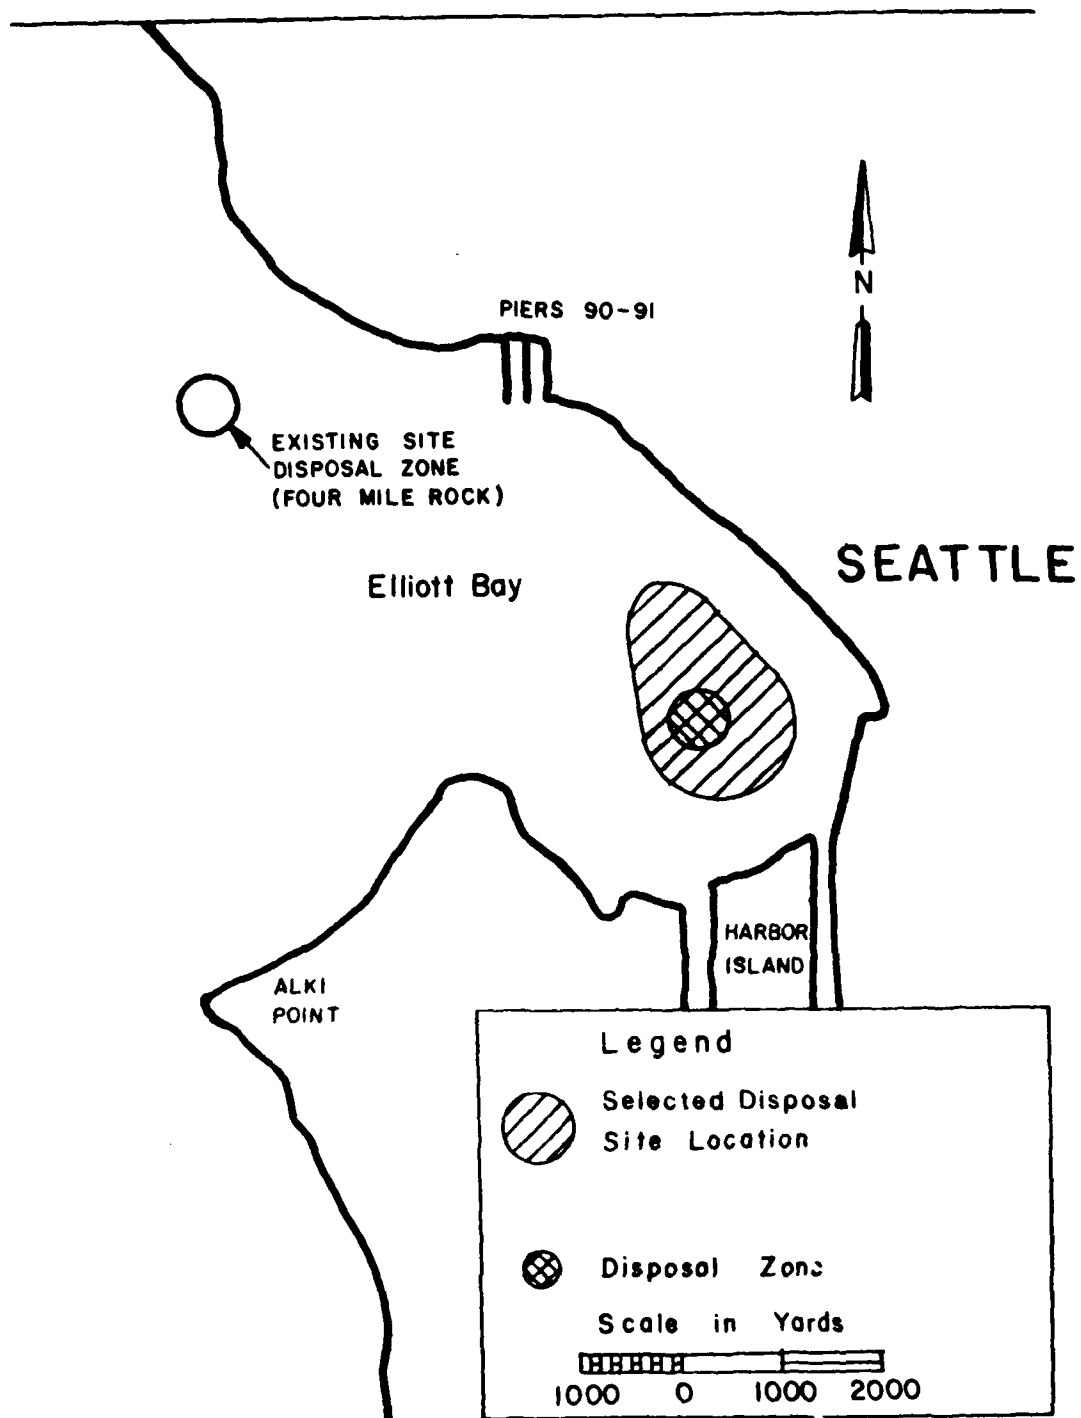 N
PIERS 90-91
EXISTING SITE
DISPOSAL ZONE
(FOUR MILE ROCK)
SEATTLE
Elliott Bay
HARBOR
ISLAND
ALKI
POINT
Legend
Selected Disposal
Site Location
Disposal Zone
Scale in Yards
1000 0 1000 2000